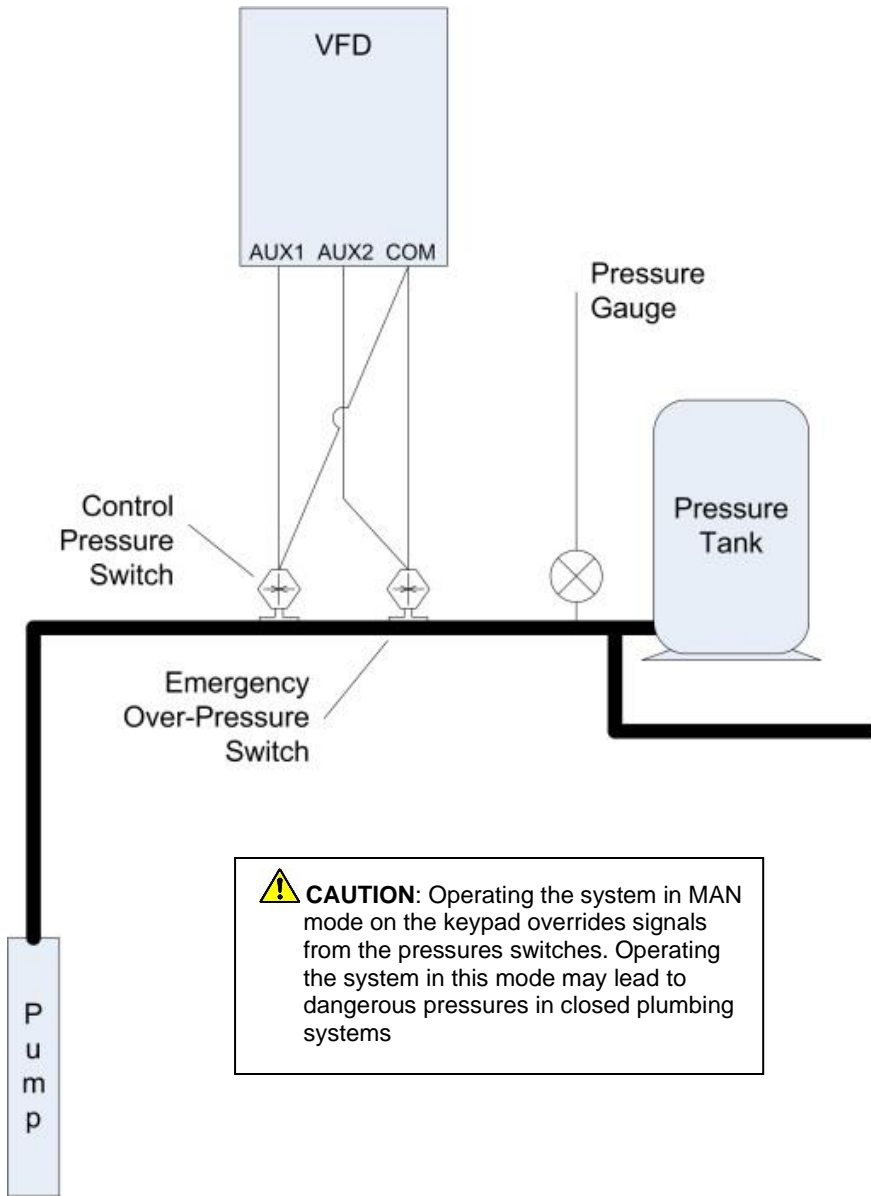 VFD
AUX1 AUX2 COM
Pressure
Gauge
Control
Pressure
Switch
Pressure
Tank
Emergency
Over-Pressure
Switch
CAUTION: Operating the system in MAN
mode on the keypad overrides signals
from the pressures switches. Operating
the system in this mode may lead to
dangerous pressures in closed plumbing
systems
P
u
m
p